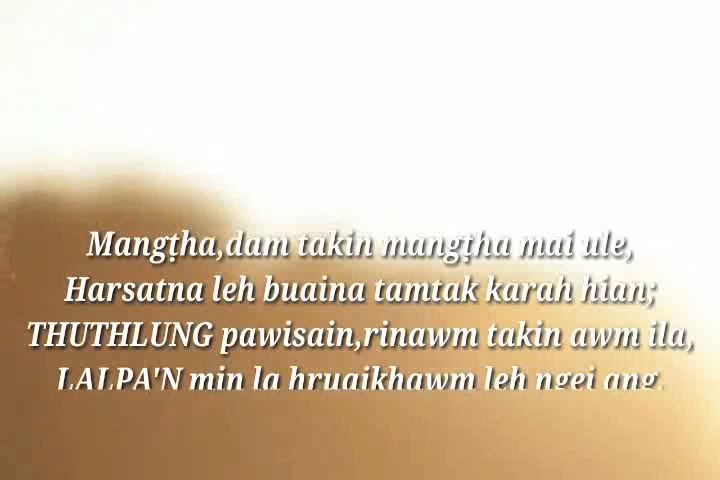 Mangṭha,dam takin mangṭha mai ule,
Harsatna leh buaina tamtak karah hian;
THUTHLUNG pawisain,rinawm takin awm ila,
LALPA'N min la hruaikhawm leh ngei ang.